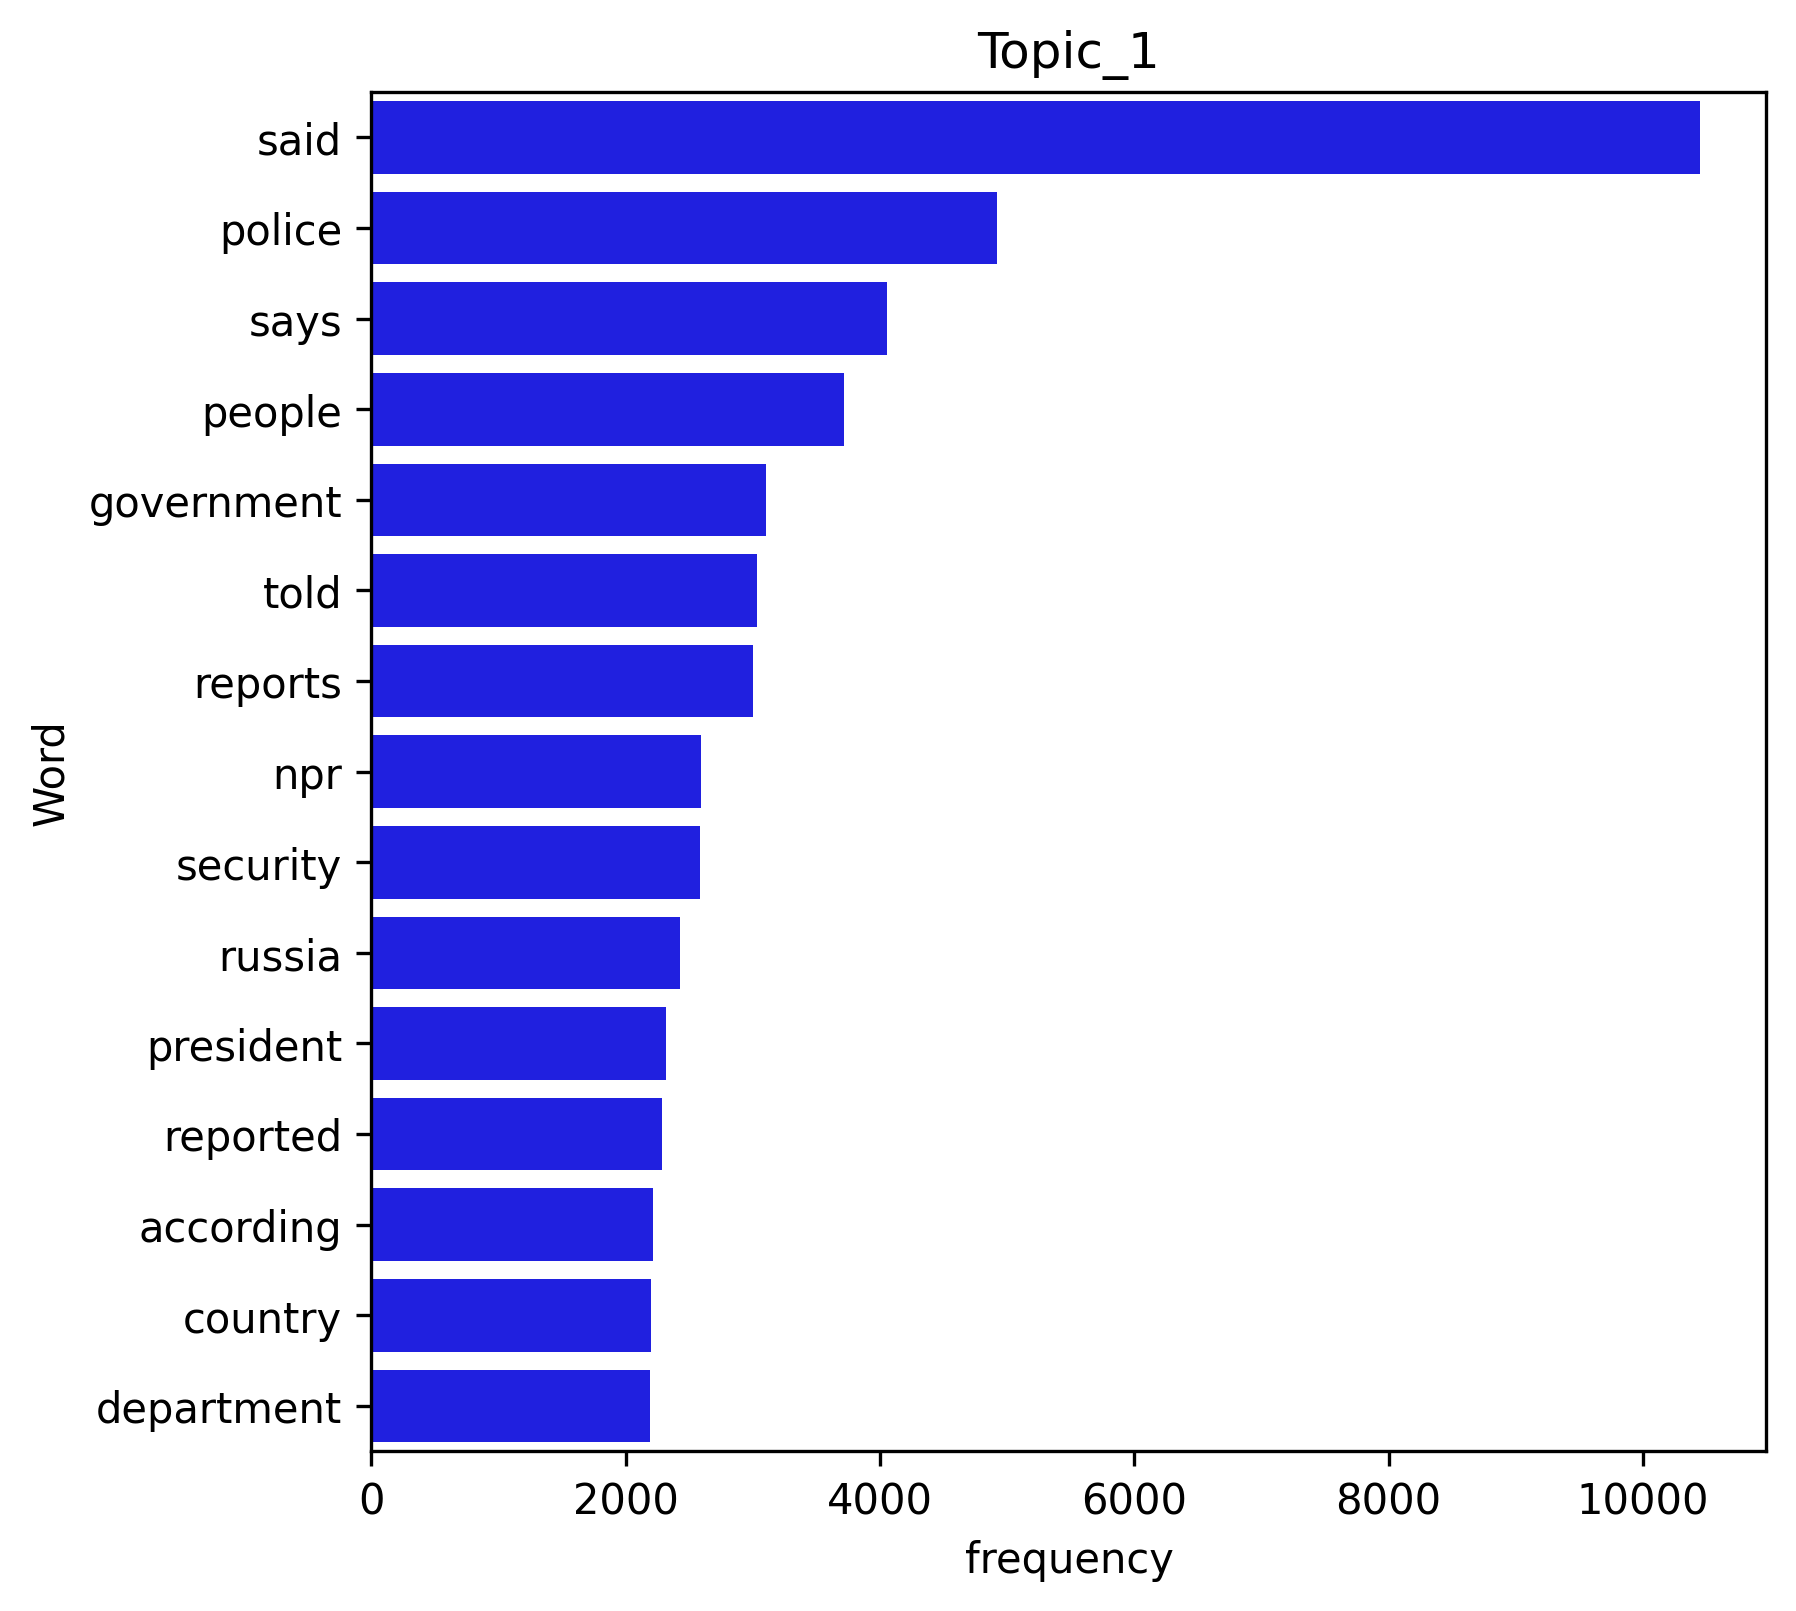 Topic_1
said
police
says
people
government
told
reports
npr
security
russia
president
reported
according
country
department
Word
0 2000 4000 6000 8000 10000
frequency